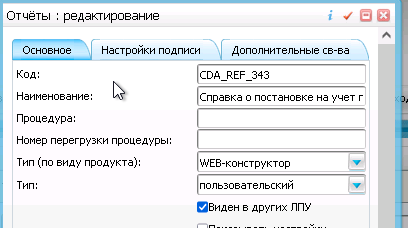 Отчёты : редактирование
Основное Настройки подписи Дополнительные св-ва
Код: CDA_REF_343
Наименование: Справка о постановке на учет
Процедура:
Номер перегрузки процедуры:
Тип (по виду продукта): WEB-конструктор
Тип: пользовательский
Виден в других ЛПУ